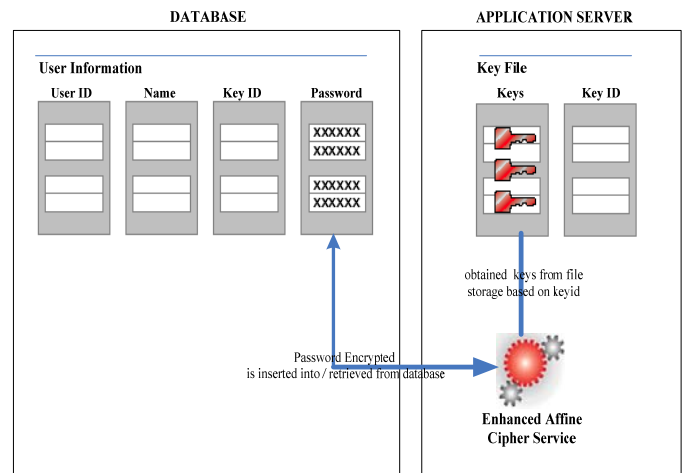 DATABASE
APPLICATION SERVER
User Information
User ID Name Key ID Password
XXXXXX
XXXXXX
XXXXXX
XXXXXX
Key File
Keys Key ID
obtained keys from file
storage based on keyid
Password Encrypted
is inserted into / retrieved from database
Enhanced Affine
Cipher Service